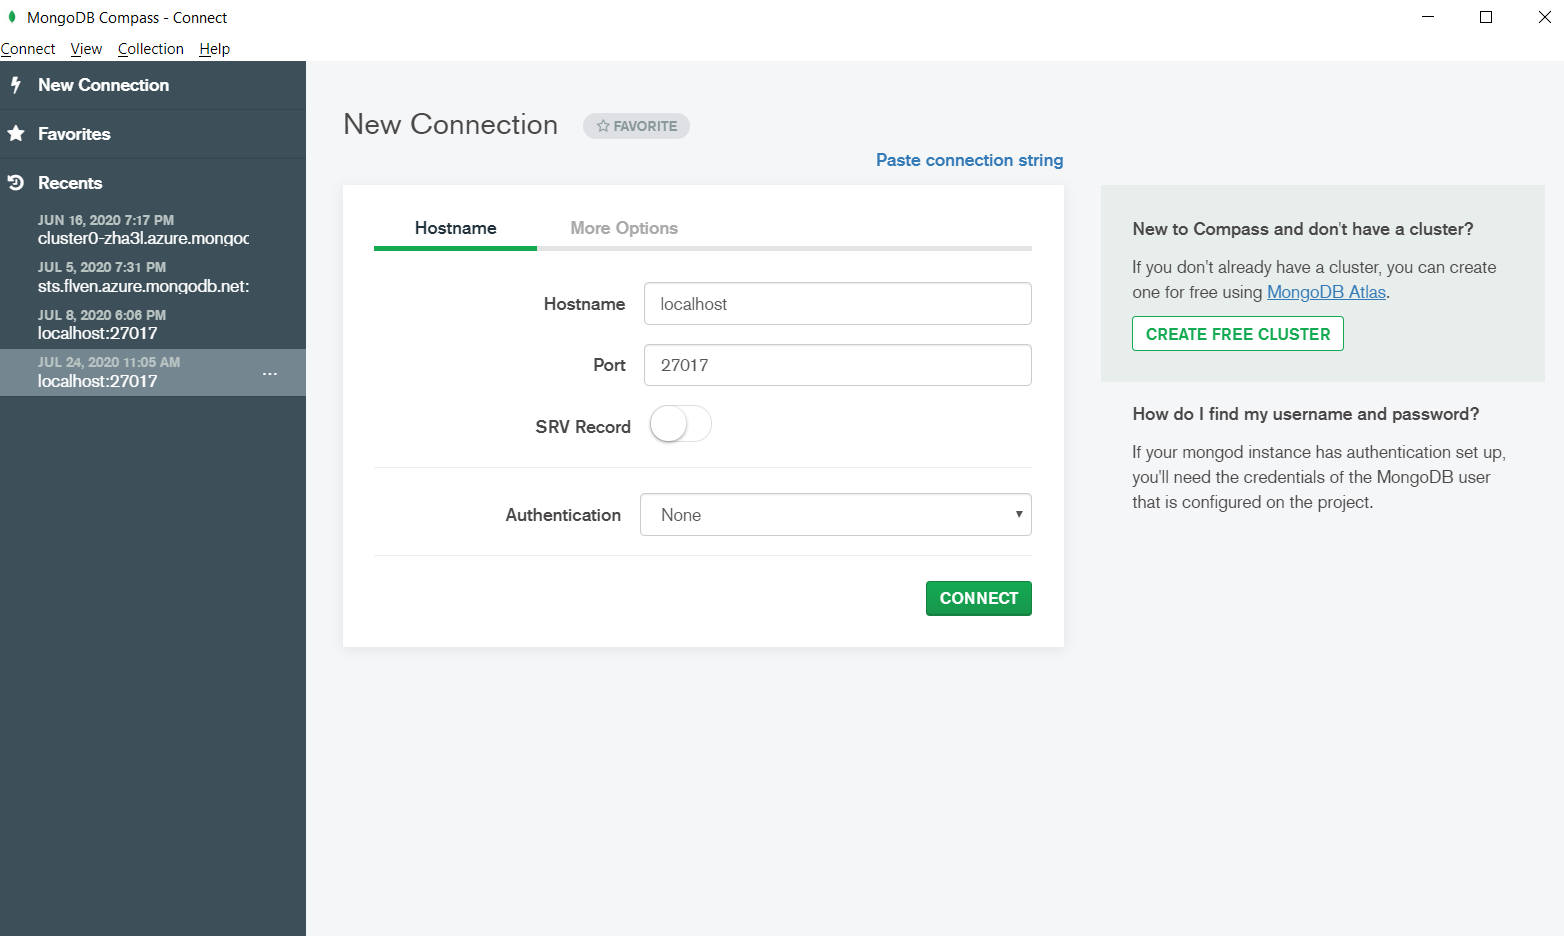 MongoDB Compass - Connect
Connect View Collection Help
New Connection
Favorites
Recents
JUN 16, 2020 7:17 PM
cluster0-zha3l.azure.mongoc
JUL 5, 2020 7:31 PM
sts.flven.azure.mongodb.net:
JUL 8, 2020 6:06 PM
localhost:27017
JUL 24, 2020 11:05 AM
localhost:27017
...
New Connection
FAVORITE
Paste connection string
Hostname More Options
Hostname localhost
Port 27017
SRV Record
Authentication None
CONNECT
New to Compass and don't have a cluster?
If you don't already have a cluster, you can create
one for free using MongoDB Atlas.
CREATE FREE CLUSTER
How do I find my username and password?
If your mongod instance has authentication set up,
you'll need the credentials of the MongoDB user
that is configured on the project.